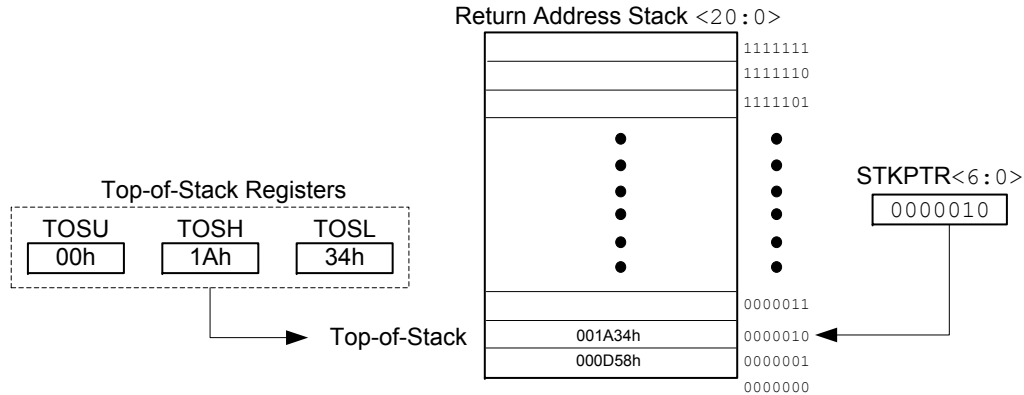 Return Address Stack <20:0>
1111111
1111110
1111101
STKPTR<6:0>
0000010
Top-of-Stack Registers
TOSU TOSH TOSL
00h 1Ah 34h
0000011
Top-of-Stack 001A34h 0000010
000D58h 0000001
0000000